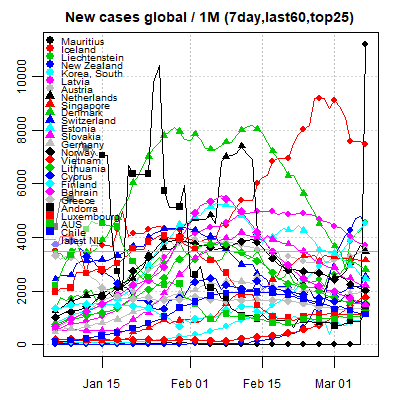 New cases global / 1M (7day,last60,top25)
Mauritius
Iceland
Liechtenstein
New Zealand
Korea, South
Latvia
Austria
Netherlands
Singapore
Denmark
Switzerland
Estonia
Slovakia
Germany
Norway
Vietnam
Lithuania
Cyprus
Finland
Bahrain
Greece
Andorra
Luxembourg
AUS
Chile
latest NL
0
2000
4000
6000
8000
10000
Jan 15
Feb 01
Feb 15
Mar 01